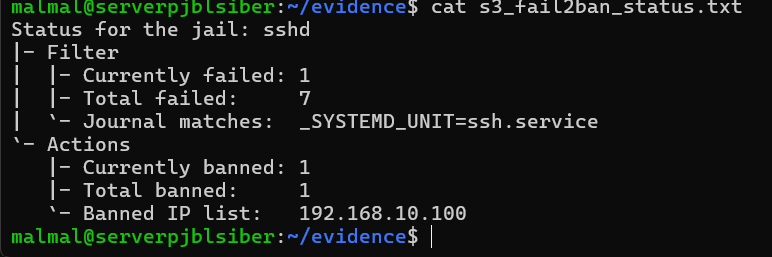 malmal@serverpjblsiber:~/evidence$ cat s3_fail2ban_status.txt
Status for the jail: sshd
|- Filter
|  |- Currently failed: 1
|  |- Total failed:     7
|  `- Journal matches:  _SYSTEMD_UNIT=ssh.service
`- Actions
   |- Currently banned: 1
   |- Total banned:     1
   `- Banned IP list:   192.168.10.100
malmal@serverpjblsiber:~/evidence$